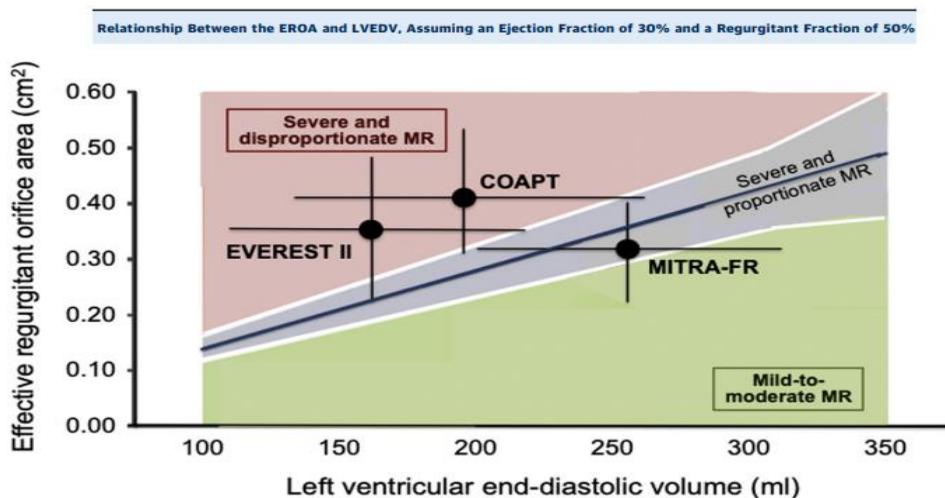 Relationship Between the EROA and LVEDV, Assuming an Ejection Fraction of 30% and a Regurgitant Fraction of 50%
Effective regurgitant orifice area (cm²)
0.60
0.50
0.40
0.30
0.20
0.10
0.00
Severe and
disproportionate MR
COAPT
EVEREST II
MITRA-FR
Severe and
proportionate MR
Mild-to-
moderate MR
100
150
200
250
300
350
Left ventricular end-diastolic volume (ml)